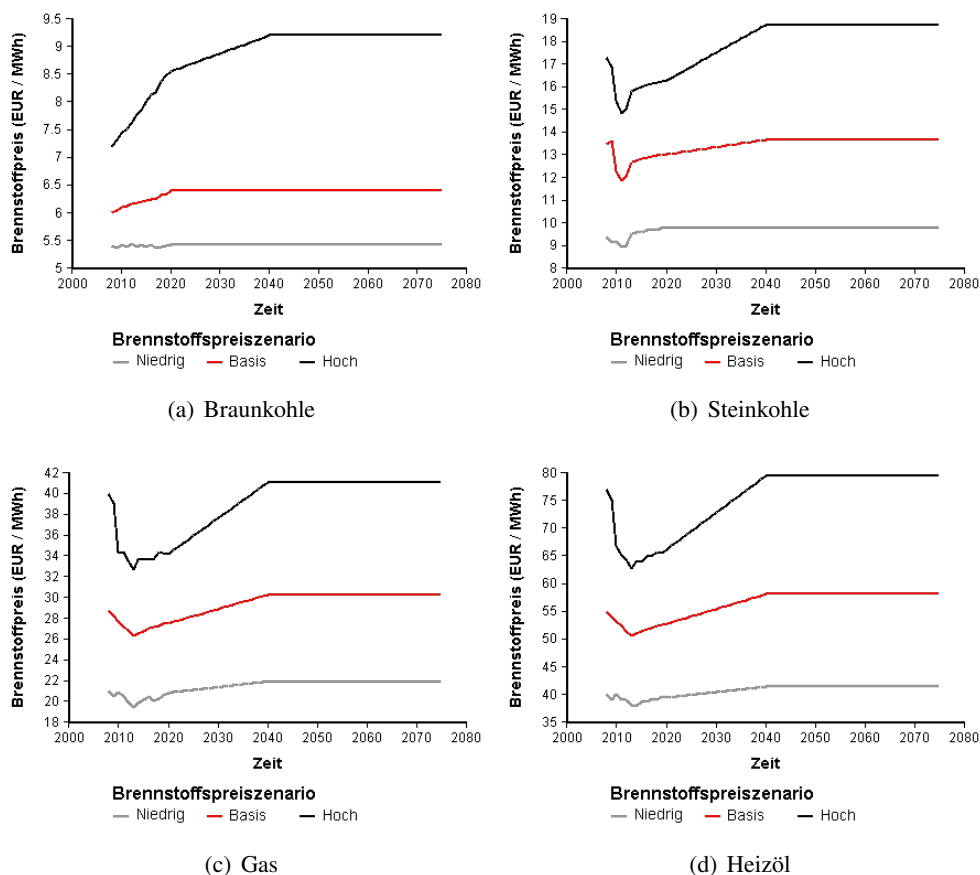 Brennstoffpreis (EUR / MWh)
9.5
9
8.5
8
7.5
7
6.5
6
5.5
5
2000 2010 2020 2030 2040 2050 2060 2070 2080
Zeit
Brennstoffspreiszenario
Niedrig Basis Hoch
(a) Braunkohle
Brennstoffpreis (EUR / MWh)
19
18
17
16
15
14
13
12
11
10
9
8
2000 2010 2020 2030 2040 2050 2060 2070 2080
Zeit
Brennstoffspreiszenario
Niedrig Basis Hoch
(b) Steinkohle
Brennstoffpreis (EUR / MWh)
42
40
38
36
34
32
30
28
26
24
22
20
18
2000 2010 2020 2030 2040 2050 2060 2070 2080
Zeit
Brennstoffspreiszenario
Niedrig Basis Hoch
(c) Gas
Brennstoffpreis (EUR / MWh)
80
75
70
65
60
55
50
45
40
35
2000 2010 2020 2030 2040 2050 2060 2070 2080
Zeit
Brennstoffspreiszenario
Niedrig Basis Hoch
(d) Heizöl